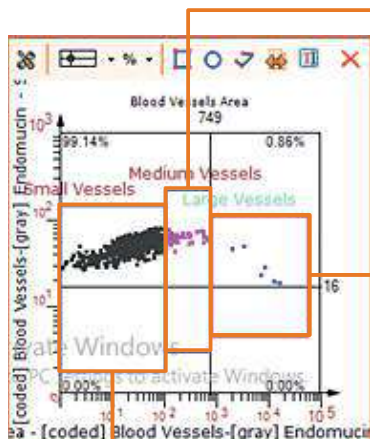 %
Blood Vessels Area
749
10³
99.14%
0.86%
Medium Vessels
Small Vessels
Large Vessels
10²
16
10¹
0.00%
0.00%
10¹ 10² 10³ 10⁴ 10⁵
[coded] Blood Vessels-[gray] Endomucin -
ea - [coded] Blood Vessels-[gray] Endomucin
vate Windows
PC settings to activate Windows